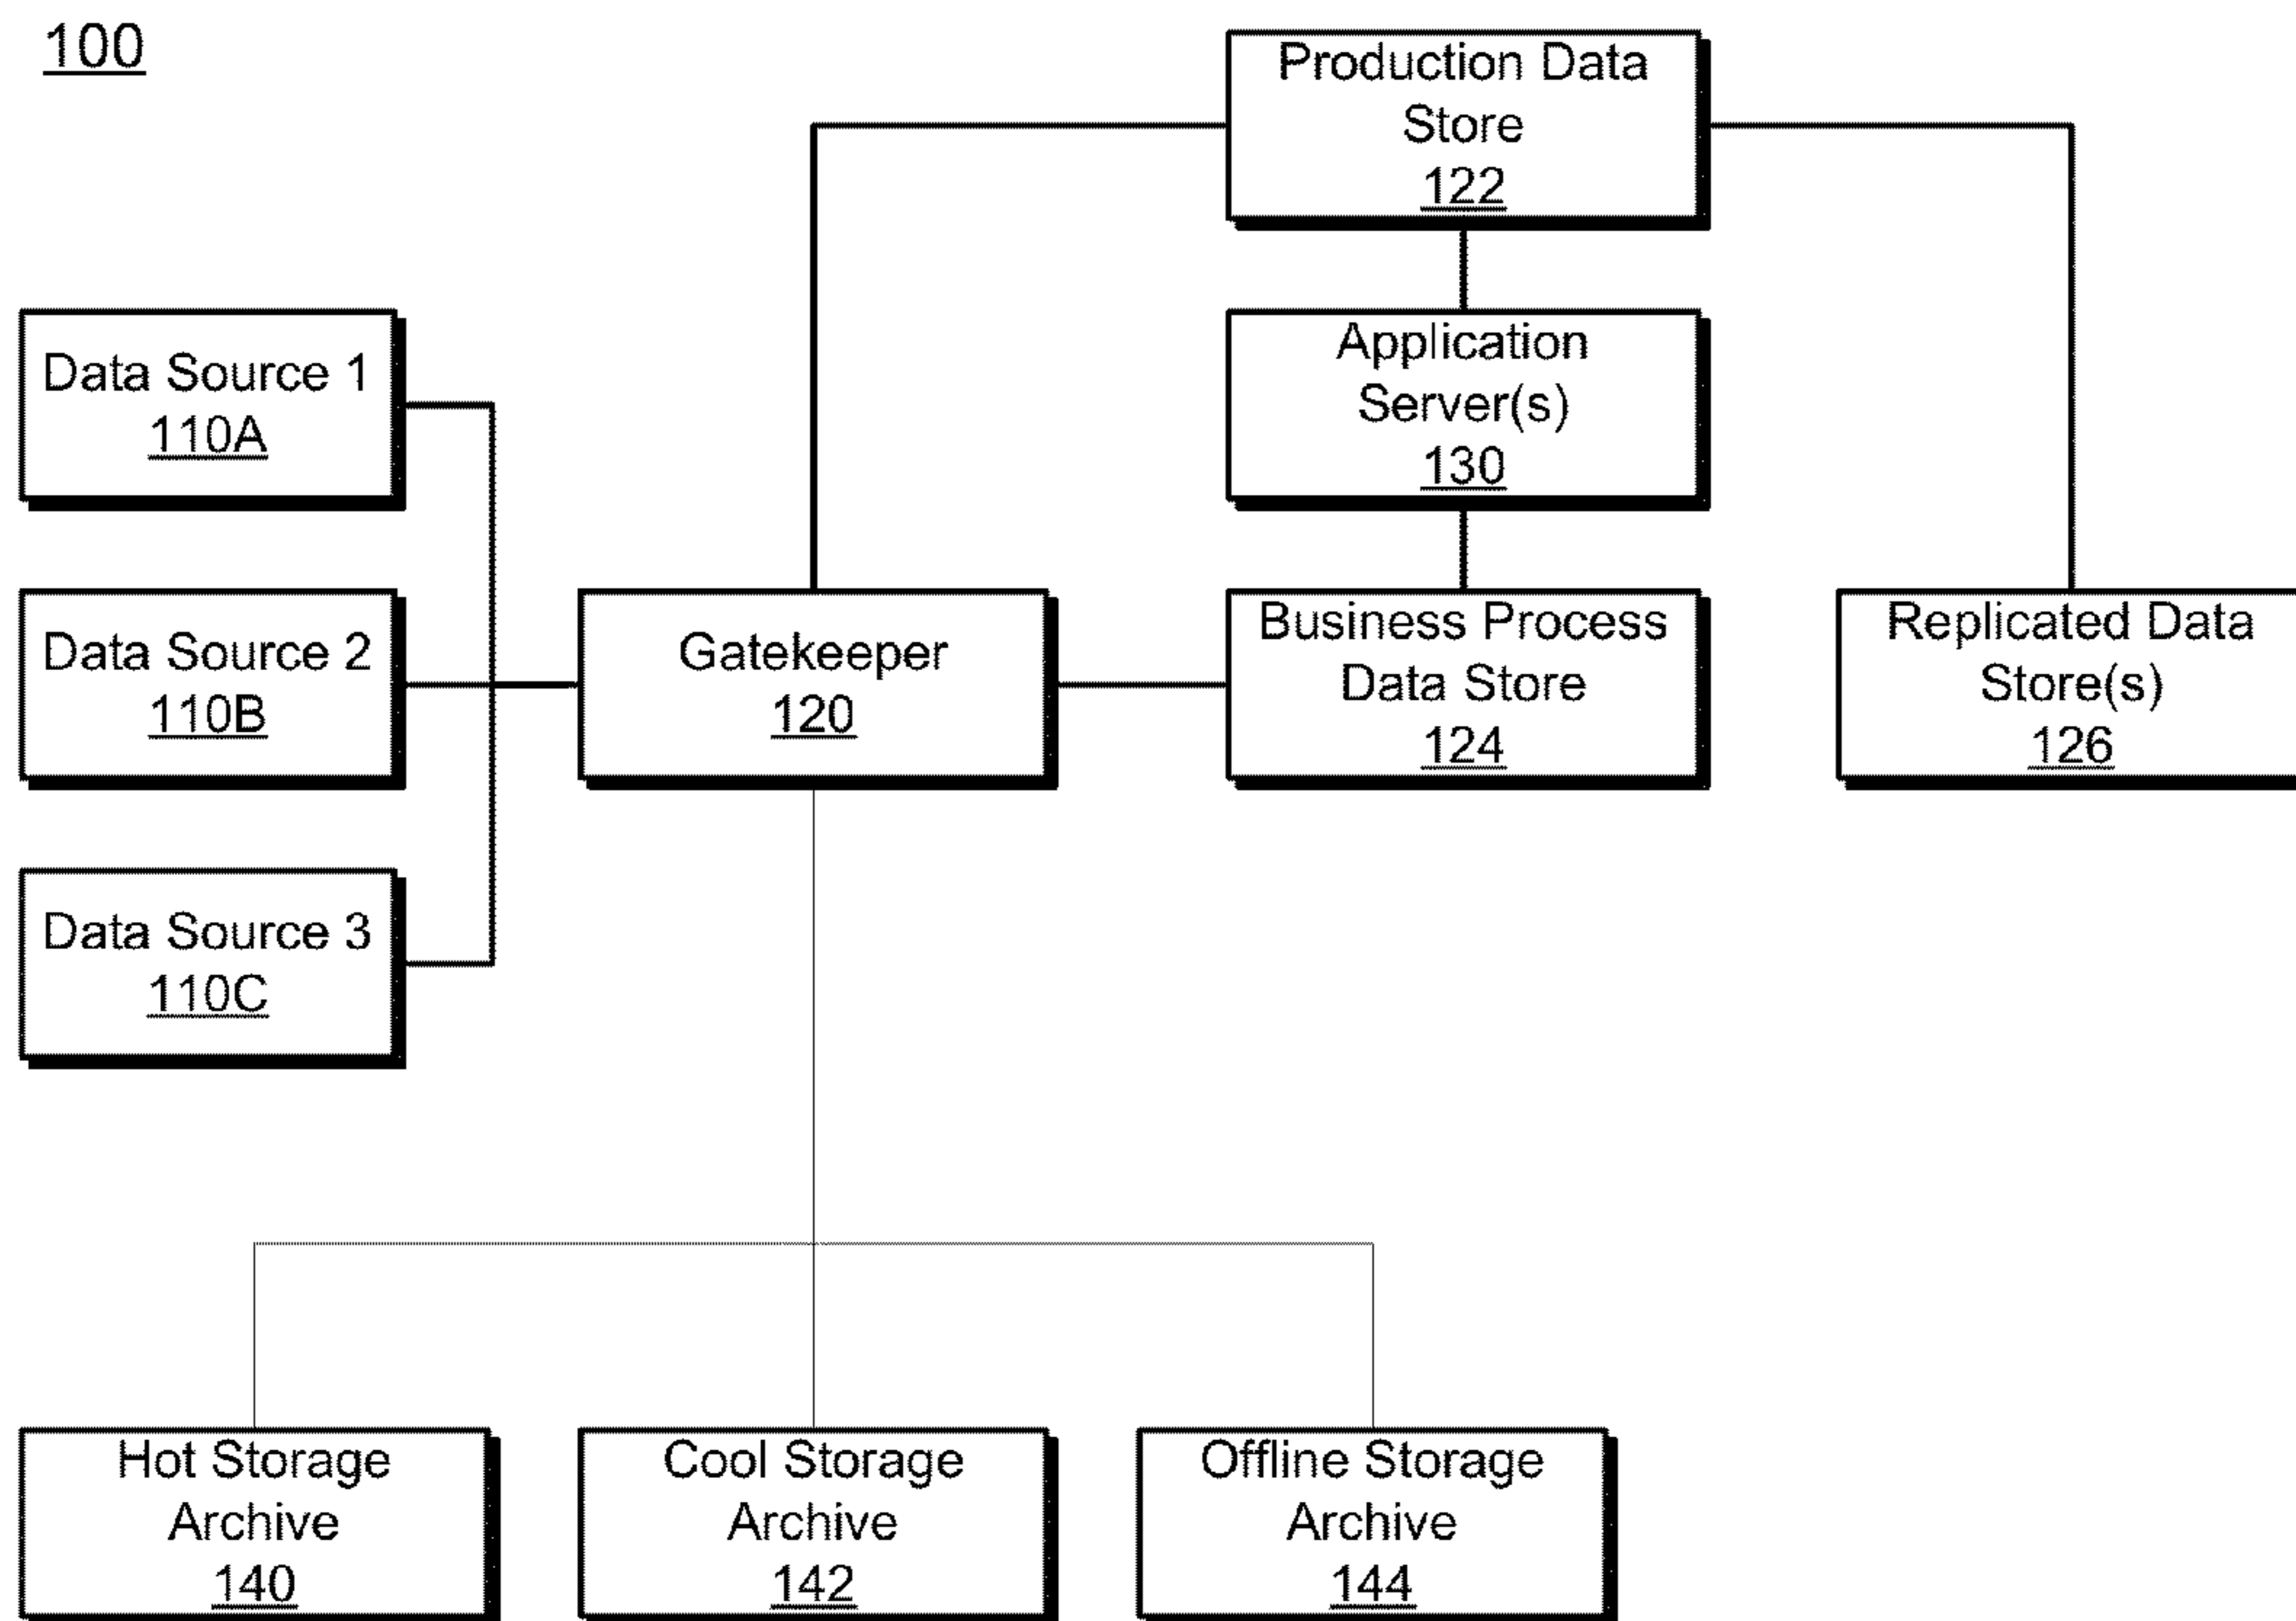 100
Production Data
Store
122
Data Source 1
110A
Application
Server(s)
130
Data Source 2
110B
Gatekeeper
120
Business Process
Data Store
124
Replicated Data
Store(s)
126
Data Source 3
110C
Hot Storage
Archive
140
Cool Storage
Archive
142
Offline Storage
Archive
144